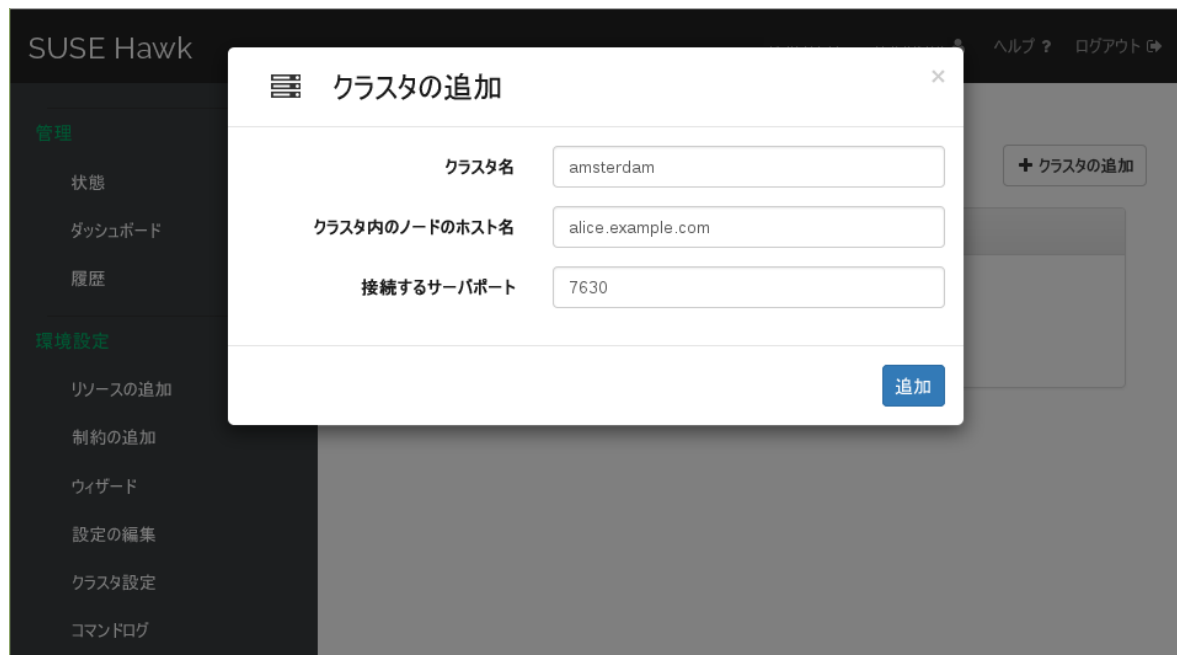 SUSE Hawk
ヘルプ ? ログアウト
クラスタの追加
×
管理
状態
ダッシュボード
履歴
環境設定
リソースの追加
制約の追加
ウィザード
設定の編集
クラスタ設定
コマンドログ
クラスタ名 amsterdam
クラスタ内のノードのホスト名 alice.example.com
接続するサーバポート 7630
追加
+ クラスタの追加